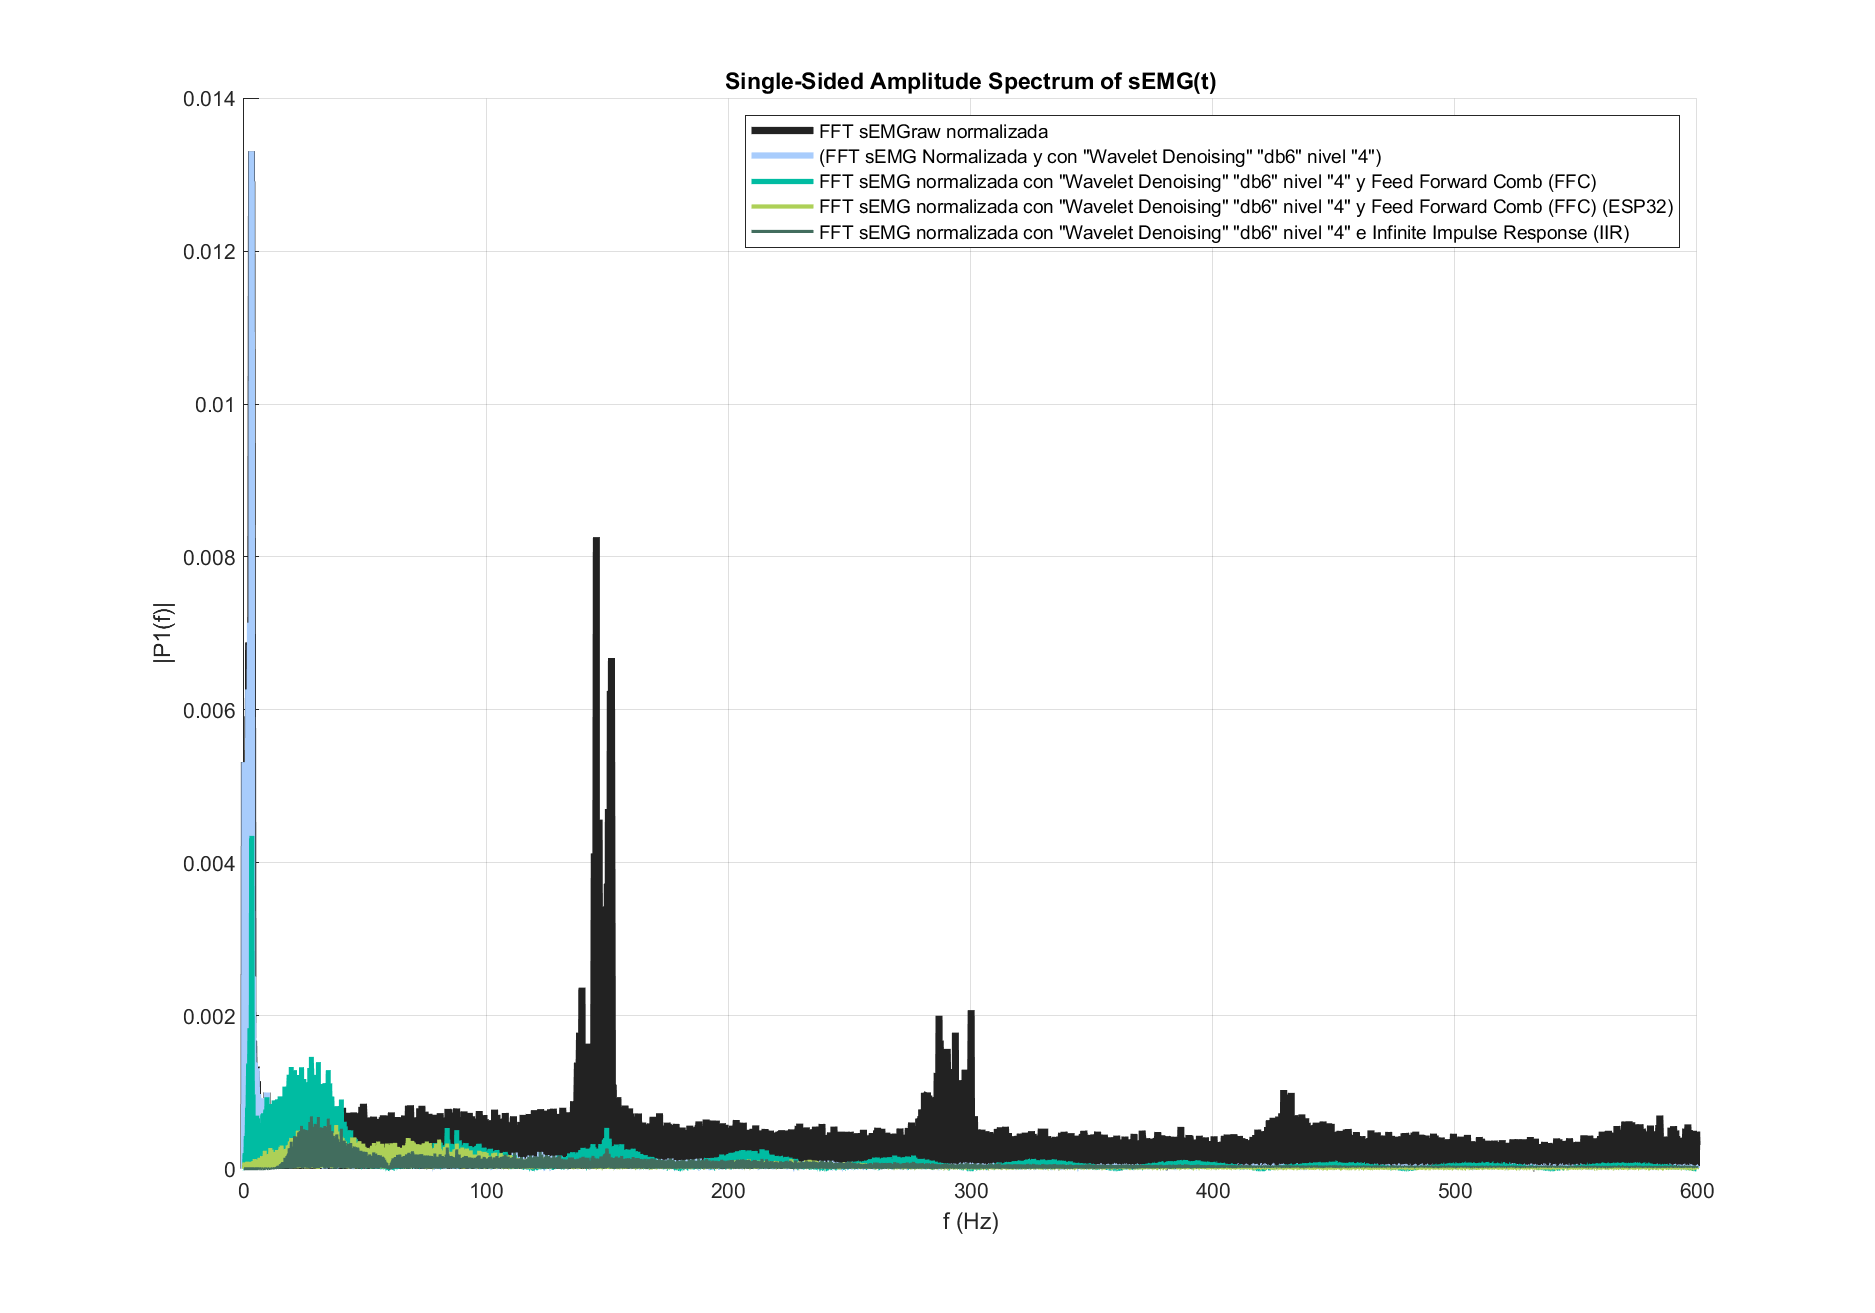 Single-Sided Amplitude Spectrum of sEMG(t)
0.014
0.012
0.01
0.008
0.006
0.004
0.002
0
|P1(f)|
FFT sEMGraw normalizada
(FFT sEMG Normalizada y con "Wavelet Denoising" "db6" nivel "4")
FFT sEMG normalizada con "Wavelet Denoising" "db6" nivel "4" y Feed Forward Comb (FFC)
FFT sEMG normalizada con "Wavelet Denoising" "db6" nivel "4" y Feed Forward Comb (FFC) (ESP32)
FFT sEMG normalizada con "Wavelet Denoising" "db6" nivel "4" e Infinite Impulse Response (IIR)
0 100 200 300 400 500 600
f (Hz)